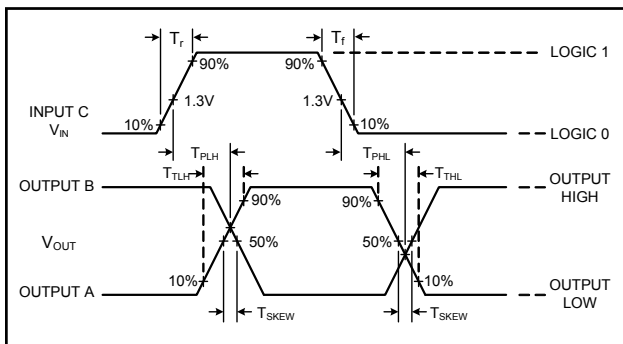 Tr
Tf
90%
90%
LOGIC 1
1.3V
1.3V
INPUT C
VIN
10%
10%
LOGIC 0
TPLH
TPHL
TTLH
TTHL
OUTPUT B
OUTPUT
HIGH
90%
90%
VOUT
50%
50%
10%
10%
OUTPUT A
OUTPUT
LOW
TSKEW
TSKEW